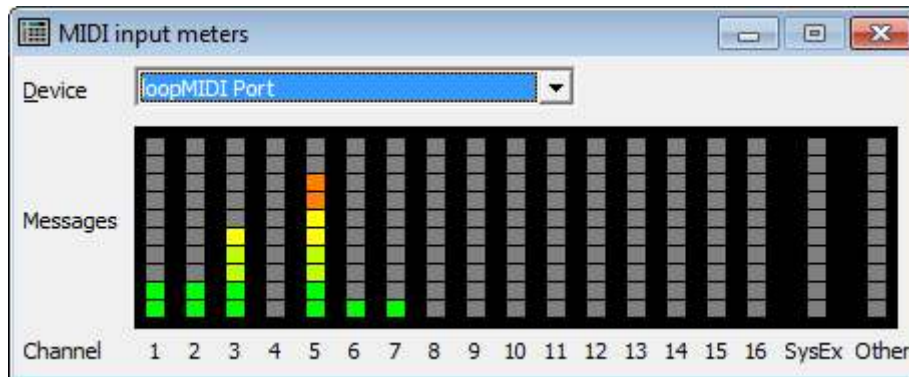 MIDI input meters
Device
loopMIDI Port
Messages
Channel 1 2 3 4 5 6 7 8 9 10 11 12 13 14 15 16 SysEx Other